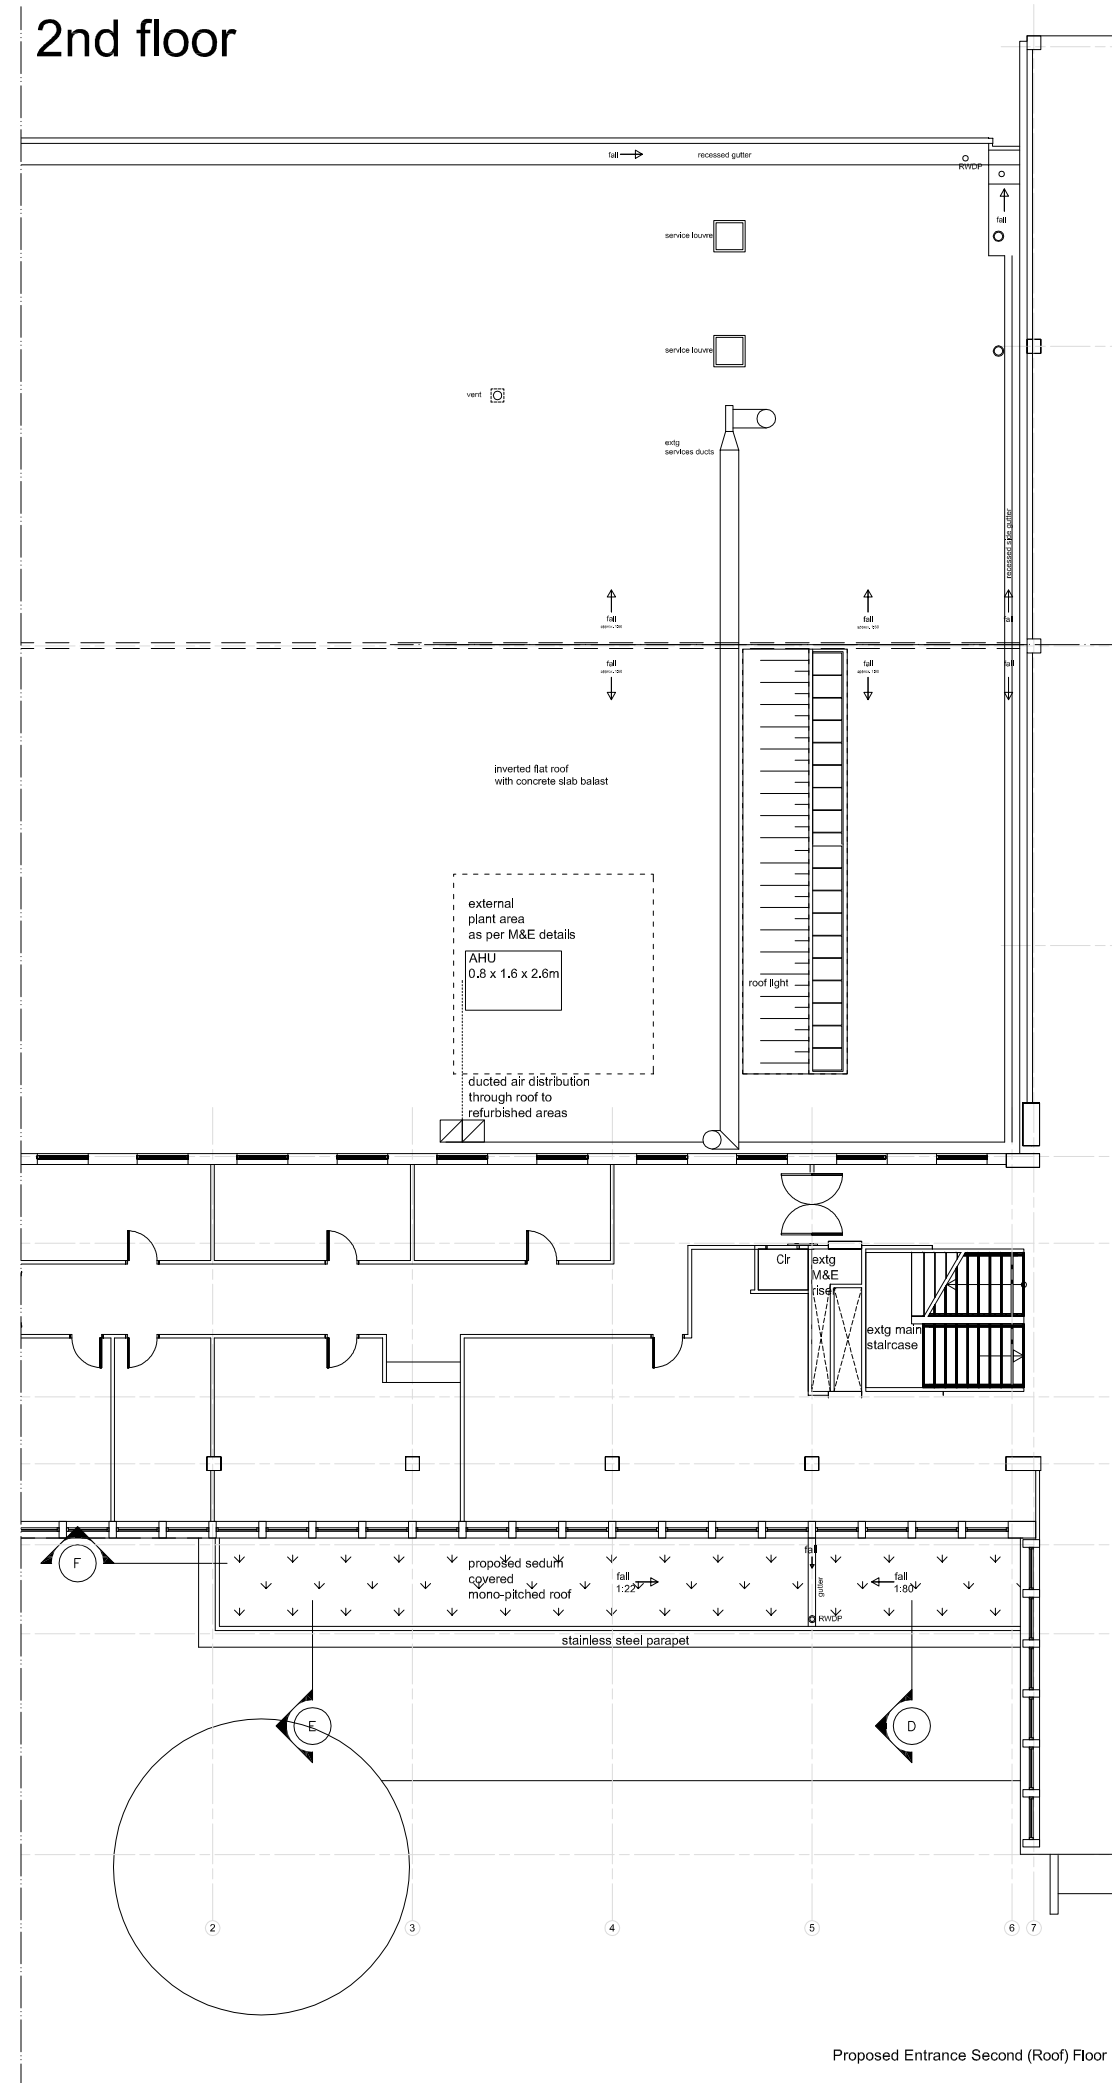 2nd floor
fall
recessed gutter
RWDP
fall
service louvre
service louvre
vent
extg
services ducts
recessed side gutter
fall
fall
fall
fall
fall
fall
inverted flat roof
with concrete slab balast
external
plant area
as per M&E details
AHU
0.8 x 1.6 x 2.6m
roof light
ducted air distribution
through roof to
refurbished areas
Clr
extg
M&E
riser
extg main
staircase
F
proposed sedum
covered
mono-pitched roof
fall
1:22
fall
gutter
RWDP
fall
1:80
stainless steel parapet
E
D
2
3
4
5
6
7
Proposed Entrance Second (Roof) Floor